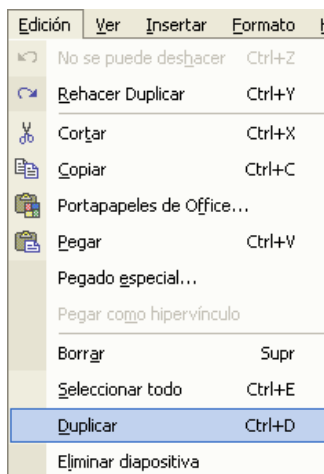 Edición Ver Insertar Formato
No se puede deshacer Ctrl+Z
Rehacer Duplicar Ctrl+Y
Cortar Ctrl+X
Copiar Ctrl+C
Portapapeles de Office...
Pegar Ctrl+V
Pegado especial...
Pegar como hipervínculo
Borrar Supr
Seleccionar todo Ctrl+E
Duplicar Ctrl+D
Eliminar diapositiva